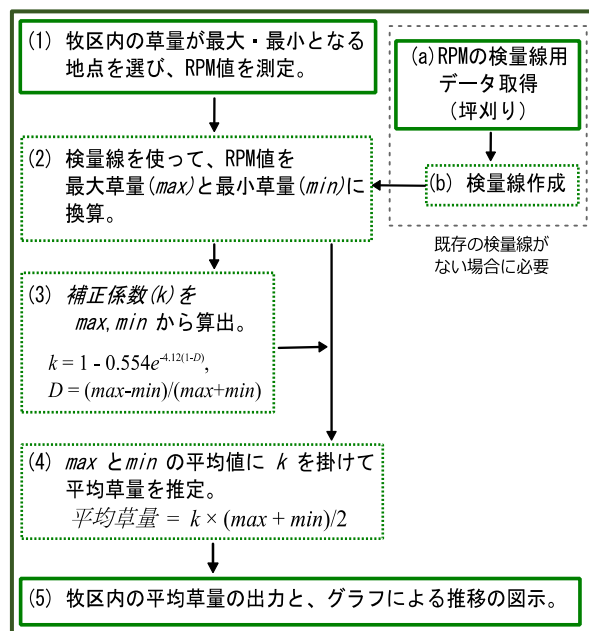 (1) 牧区内の草量が最大・最小となる
地点を選び、RPM値を測定。
(a)RPMの検量線用
データ取得
(坪刈り)
(2) 検量線を使って、RPM値を
最大草量(max)と最小草量(min)に
換算。
(b) 検量線作成
既存の検量線が
ない場合に必要
(3) 補正係数(k)を
max, min から算出。
k = 1 - 0.554e^{-4.12(1-D)},
D = (max-min)/(max+min)
(4) max とmin の平均値に k を掛けて
平均草量を推定。
平均草量 = k × (max + min)/2
(5) 牧区内の平均草量の出力と、グラフによる推移の図示。